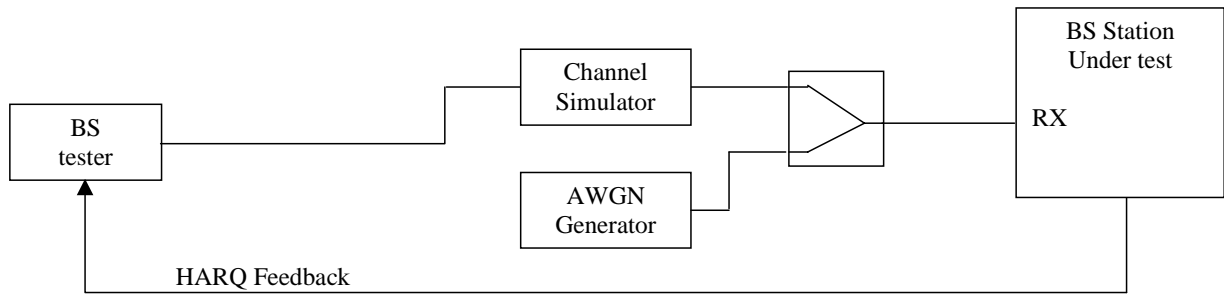 BS Station
Under test
Channel
Simulator
RX
BS
tester
AWGN
Generator
HARQ Feedback